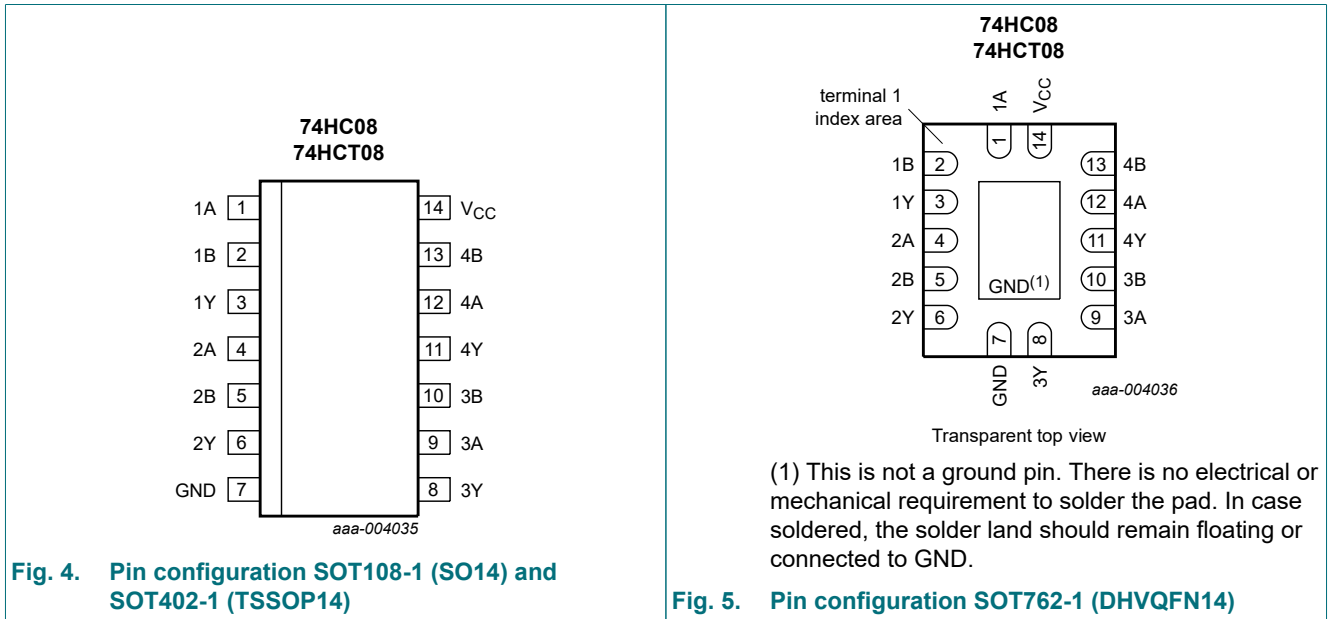 74HC08
74HCT08
1A 1
1B 2
1Y 3
2A 4
2B 5
2Y 6
GND 7
14 VCC
13 4B
12 4A
11 4Y
10 3B
9 3A
8 3Y
aaa-004035
Fig. 4. Pin configuration SOT108-1 (SO14) and
SOT402-1 (TSSOP14)
74HC08
74HCT08
terminal 1
index area
1A
VCC
1
14
1B 2
1Y 3
2A 4
2B 5
2Y 6
13 4B
12 4A
11 4Y
10 3B
9 3A
GND(1)
7
8
GND
3Y
aaa-004036
Transparent top view
(1) This is not a ground pin. There is no electrical or
mechanical requirement to solder the pad. In case
soldered, the solder land should remain floating or
connected to GND.
Fig. 5. Pin configuration SOT762-1 (DHVQFN14)